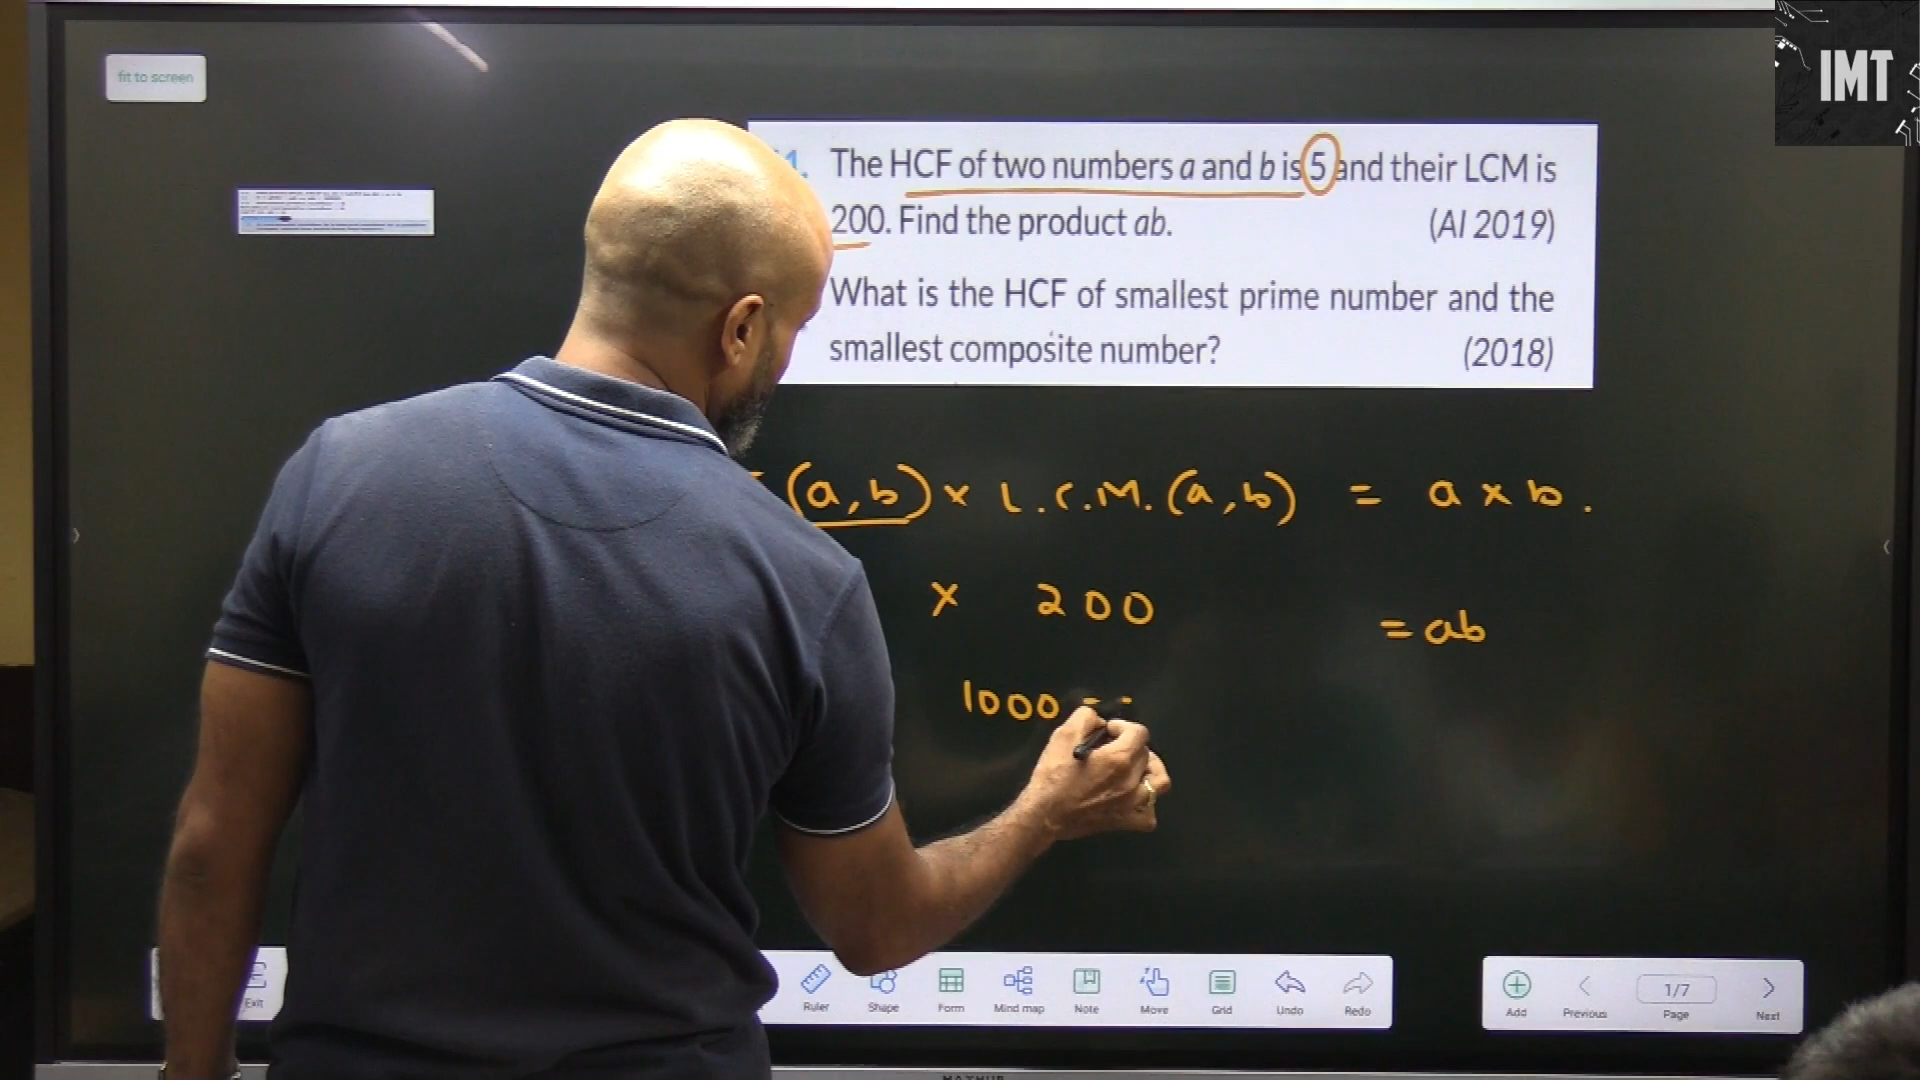 fit to screen
IMT
1. The HCF of two numbers a and b is 5 and their LCM is
200. Find the product ab. (AI 2019)
What is the HCF of smallest prime number and the
smallest composite number? (2018)
(a,b) × L.C.M. (a,b) = a × b.
× 200 = ab
1000
Exit Ruler Shape Form Mind map Note Move Grid Undo Redo
Add Previous 1/7 Page Next